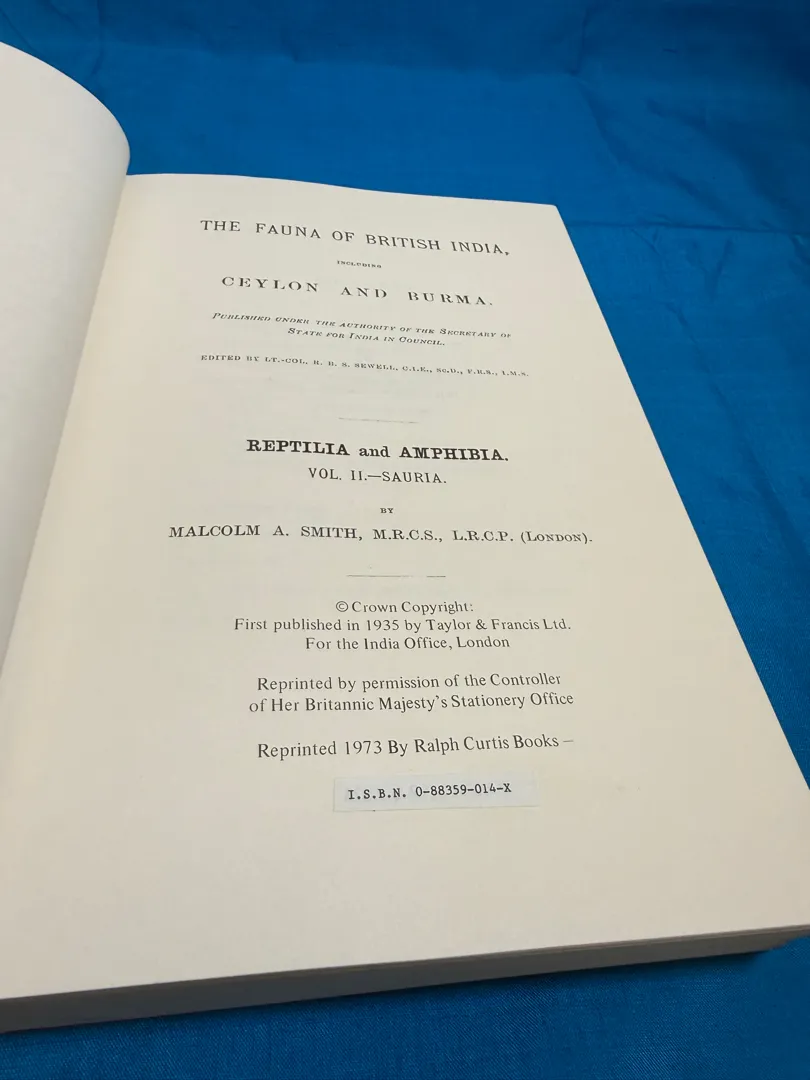 THE FAUNA OF BRITISH INDIA,
INCLUDING
CEYLON AND BURMA.
PUBLISHED UNDER THE AUTHORITY OF THE SECRETARY OF
STATE FOR INDIA IN COUNCIL.
EDITED BY LT.-COL. R. B. S. SEWELL, C.I.E., Sc.D., F.R.S., I.M.S.
REPTILIA and AMPHIBIA.
VOL. II.—SAURIA.
BY
MALCOLM A. SMITH, M.R.C.S., L.R.C.P. (LONDON).
© Crown Copyright:
First published in 1935 by Taylor & Francis Ltd.
For the India Office, London
Reprinted by permission of the Controller
of Her Britannic Majesty's Stationery Office
Reprinted 1973 By Ralph Curtis Books –
I.S.B.N. 0-88359-014-X